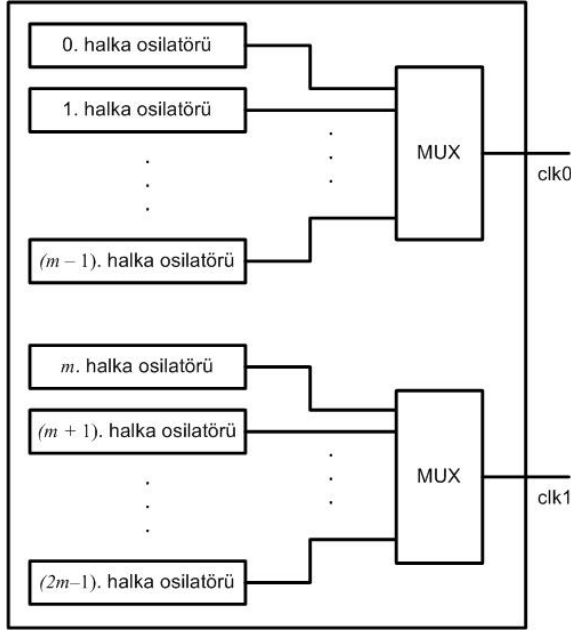 0. halka osilatörü
1. halka osilatörü
MUX
clk0
(m – 1). halka osilatörü
m. halka osilatörü
(m + 1). halka osilatörü
MUX
clk1
(2m–1). halka osilatörü